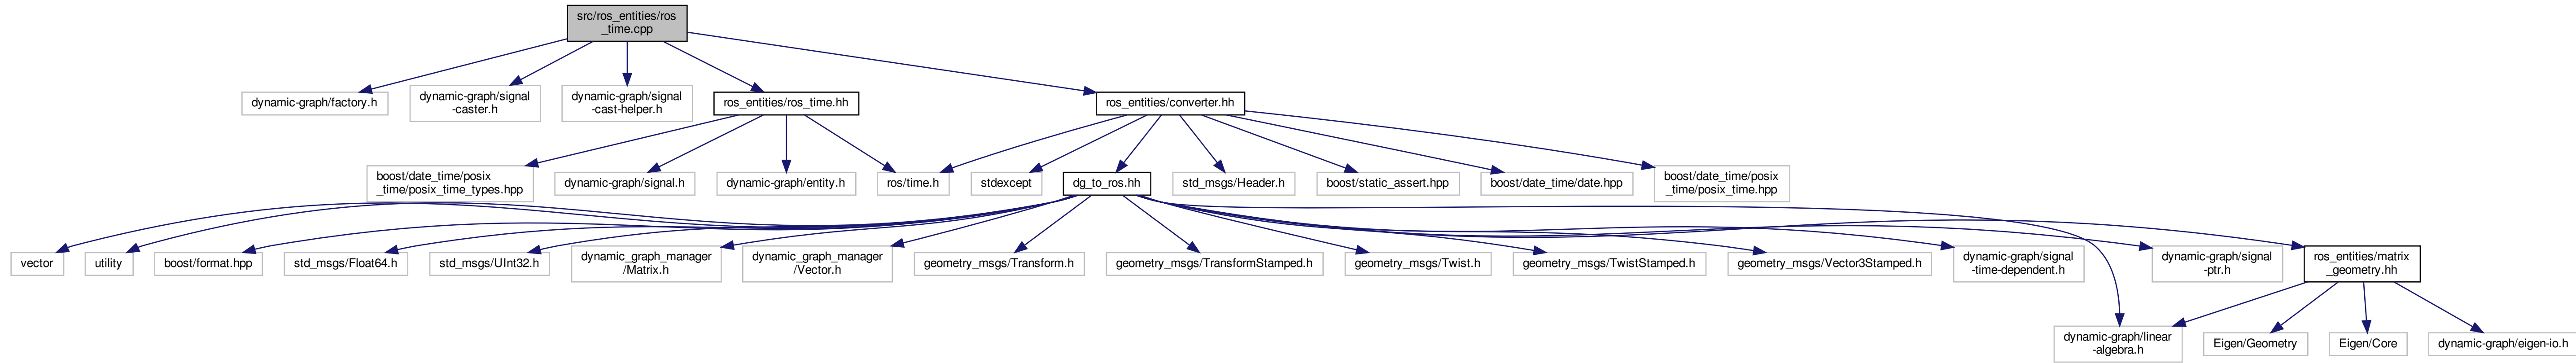 src/ros_entities/ros
_time.cpp
dynamic-graph/factory.h
dynamic-graph/signal
-caster.h
dynamic-graph/signal
-cast-helper.h
ros_entities/ros_time.hh
ros_entities/converter.hh
boost/date_time/posix
_time/posix_time_types.hpp
dynamic-graph/signal.h
dynamic-graph/entity.h
ros/time.h
stdexcept
dg_to_ros.hh
std_msgs/Header.h
boost/static_assert.hpp
boost/date_time/date.hpp
boost/date_time/posix
_time/posix_time.hpp
vector
utility
boost/format.hpp
std_msgs/Float64.h
std_msgs/UInt32.h
dynamic_graph_manager
/Matrix.h
dynamic_graph_manager
/Vector.h
geometry_msgs/Transform.h
geometry_msgs/TransformStamped.h
geometry_msgs/Twist.h
geometry_msgs/TwistStamped.h
geometry_msgs/Vector3Stamped.h
dynamic-graph/signal
-time-dependent.h
dynamic-graph/signal
-ptr.h
ros_entities/matrix
_geometry.hh
dynamic-graph/linear
-algebra.h
Eigen/Geometry
Eigen/Core
dynamic-graph/eigen-io.h